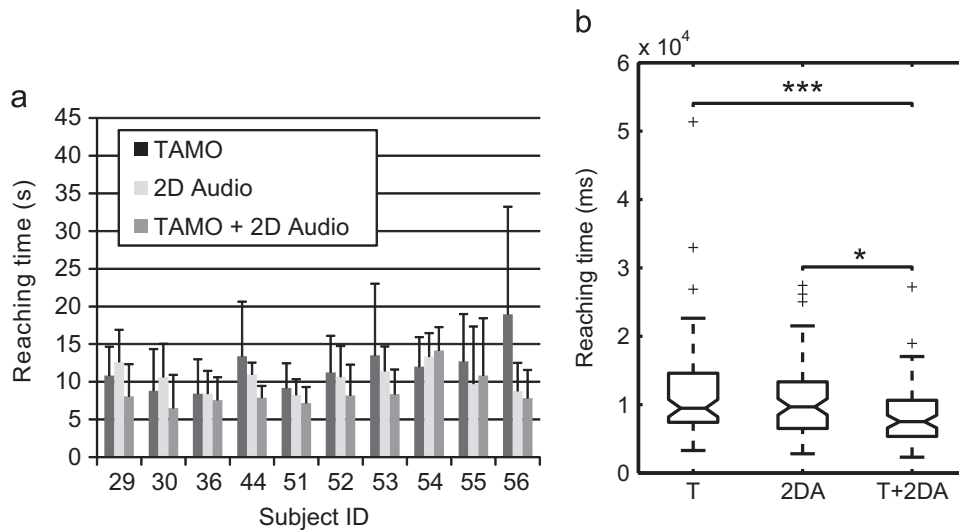 a
45
40
35
30
25
20
15
10
5
0
Reaching time (s)
TAMO
2D Audio
TAMO + 2D Audio
29 30 36 44 51 52 53 54 55 56
Subject ID
b
x 10⁴
6
5
4
3
2
1
0
Reaching time (ms)
***
*
T 2DA T+2DA